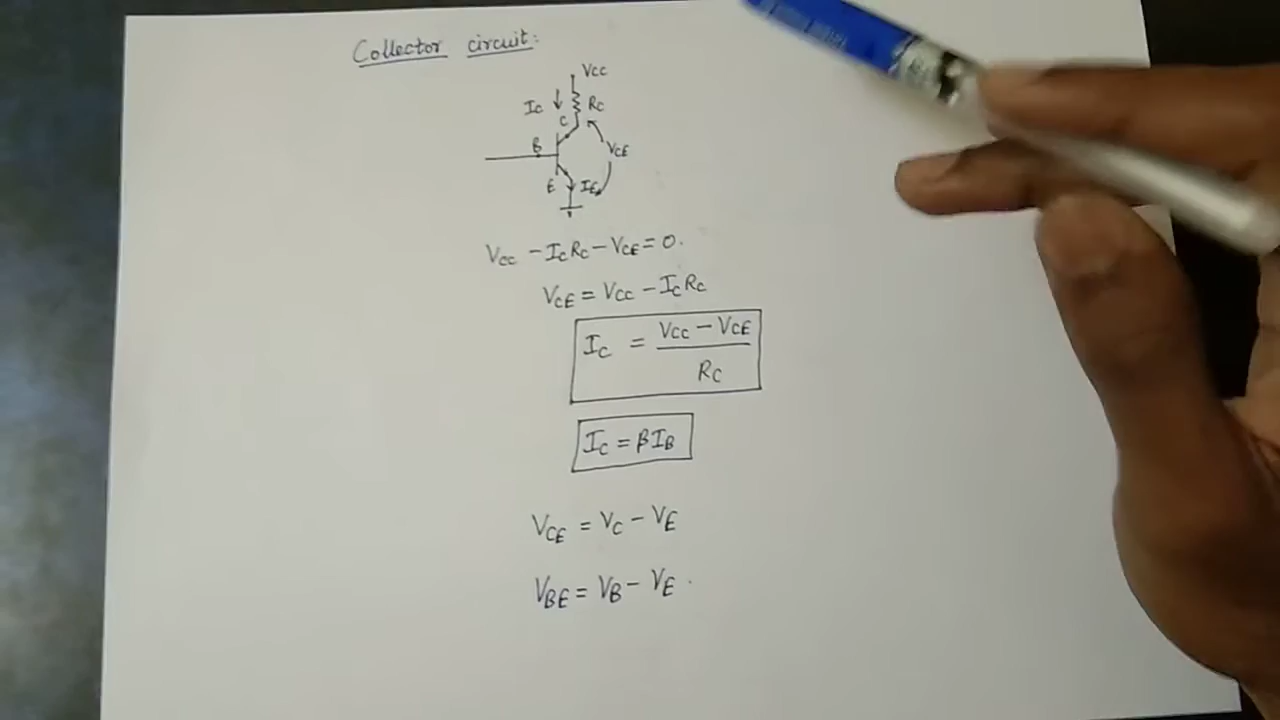 Collector circuit:
Vcc
Ic
Rc
C
B
VCE
E
IE
Vcc - IcRc - VCE = 0.
VCE = Vcc - IcRc
Ic = Vcc - VCE / Rc
Ic = βIB
VCE = Vc - VE
VBE = VB - VE.